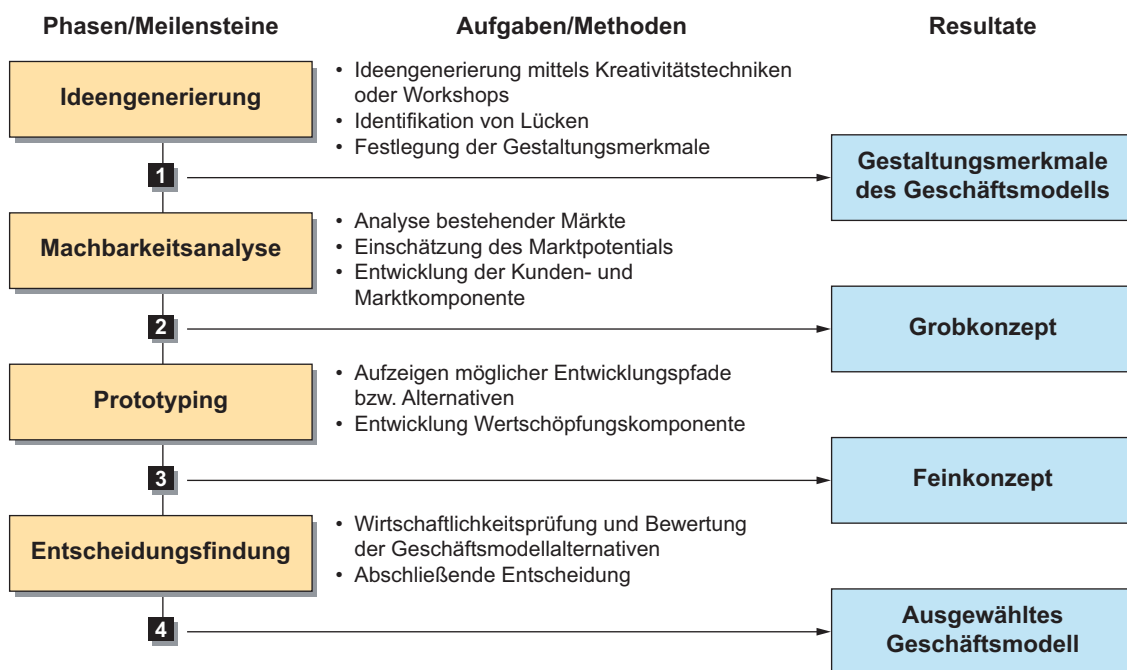 Phasen/Meilensteine
Aufgaben/Methoden
Resultate
Ideengenerierung
• Ideengenerierung mittels Kreativitätstechniken
oder Workshops
• Identifikation von Lücken
• Festlegung der Gestaltungsmerkmale
1
Gestaltungsmerkmale
des Geschäftsmodells
Machbarkeitsanalyse
• Analyse bestehender Märkte
• Einschätzung des Marktpotentials
• Entwicklung der Kunden- und
Marktkomponente
2
Grobkonzept
Prototyping
• Aufzeigen möglicher Entwicklungspfade
bzw. Alternativen
• Entwicklung Wertschöpfungskomponente
3
Feinkonzept
Entscheidungsfindung
• Wirtschaftlichkeitsprüfung und Bewertung
der Geschäftsmodellalternativen
• Abschließende Entscheidung
4
Ausgewähltes
Geschäftsmodell